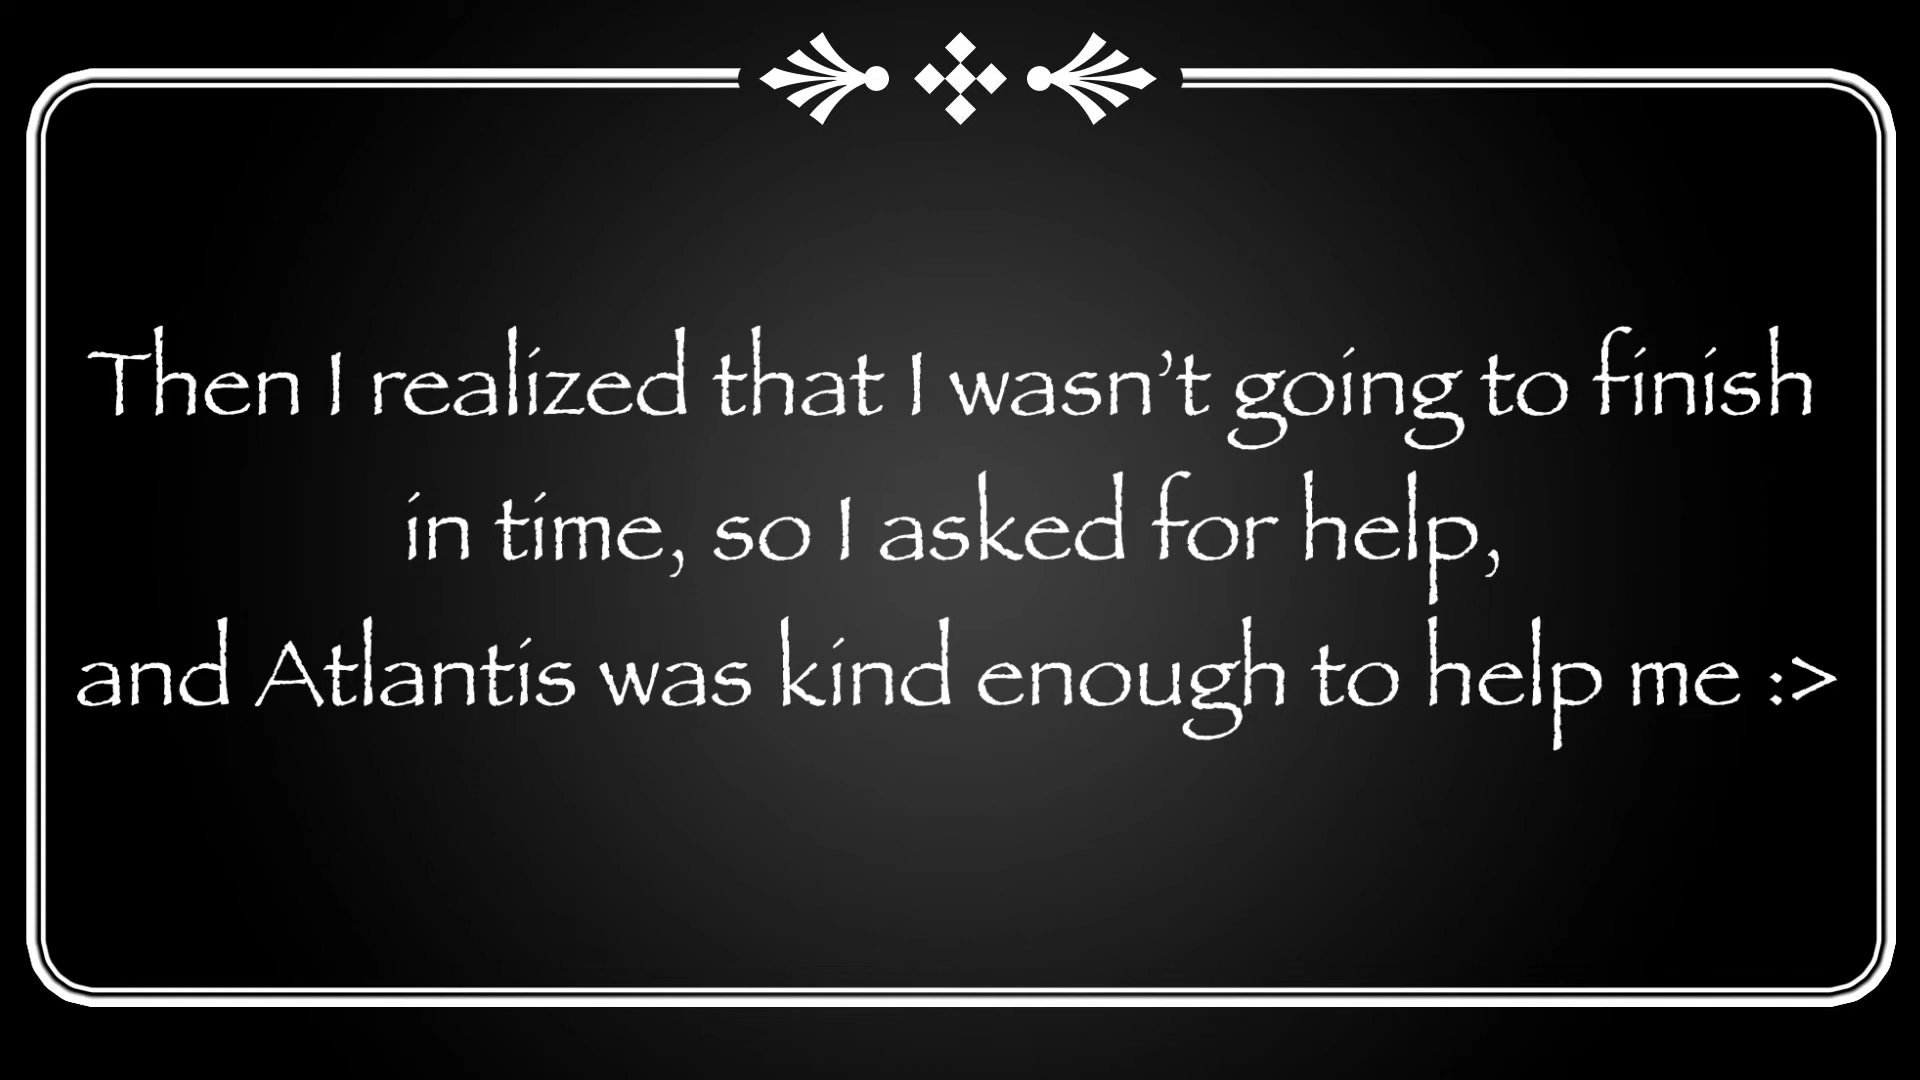 Then I realized that I wasn't going to finish
in time, so I asked for help,
and Atlantis was kind enough to help me :>